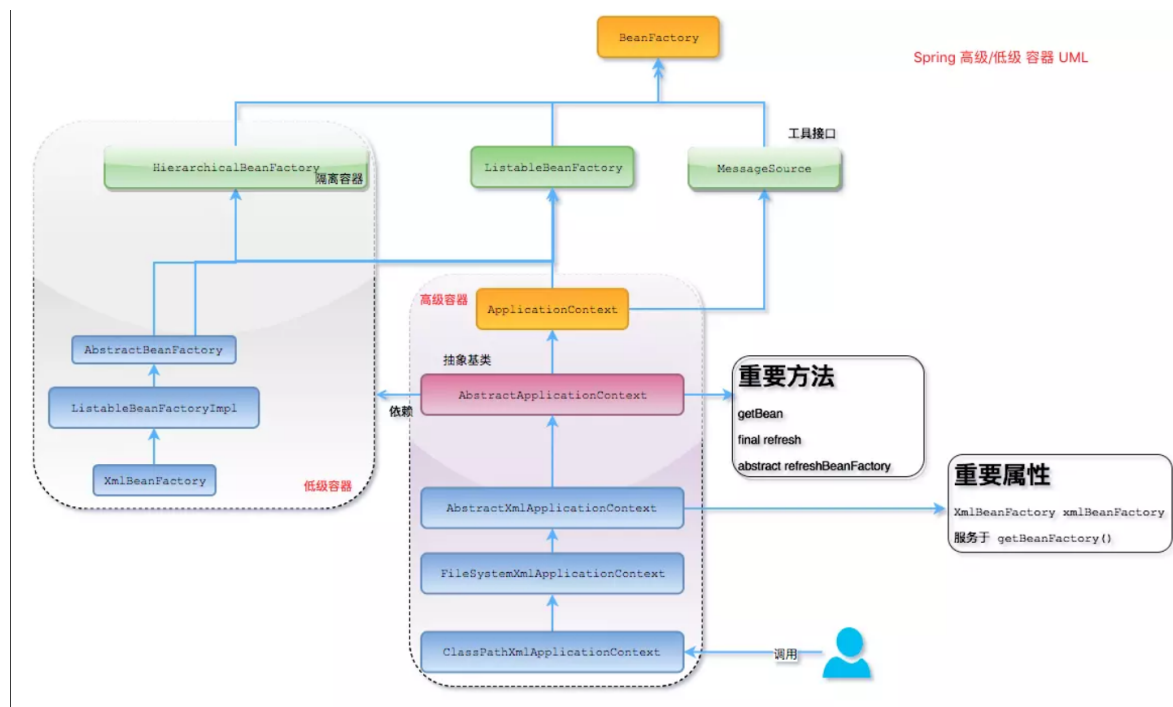 BeanFactory
Spring 高级/低级 容器 UML
工具接口
HierarchicalBeanFactory
隔离容器
ListableBeanFactory
MessageSource
高级容器
ApplicationContext
AbstractBeanFactory
抽象基类
ListableBeanFactoryImpl
依赖
AbstractApplicationContext
重要方法
getBean
final refresh
abstract refreshBeanFactory
XmlBeanFactory
低级容器
AbstractXmlApplicationContext
重要属性
XmlBeanFactory xmlBeanFactory
服务于 getBeanFactory()
FileSystemXmlApplicationContext
ClassPathXmlApplicationContext
调用